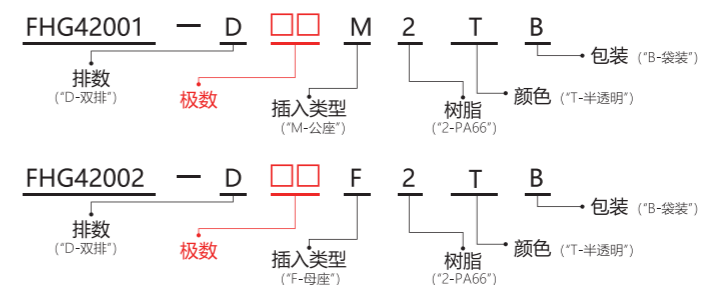 FHG42001 — D □□ M 2 T B
包装 ("B-袋装")
排数
("D-双排")
极数
插入类型
("M-公座")
树脂
("2-PA66")
颜色 ("T-半透明")
FHG42002 — D □□ F 2 T B
包装 ("B-袋装")
排数
("D-双排")
极数
插入类型
("F-母座")
树脂
("2-PA66")
颜色 ("T-半透明")